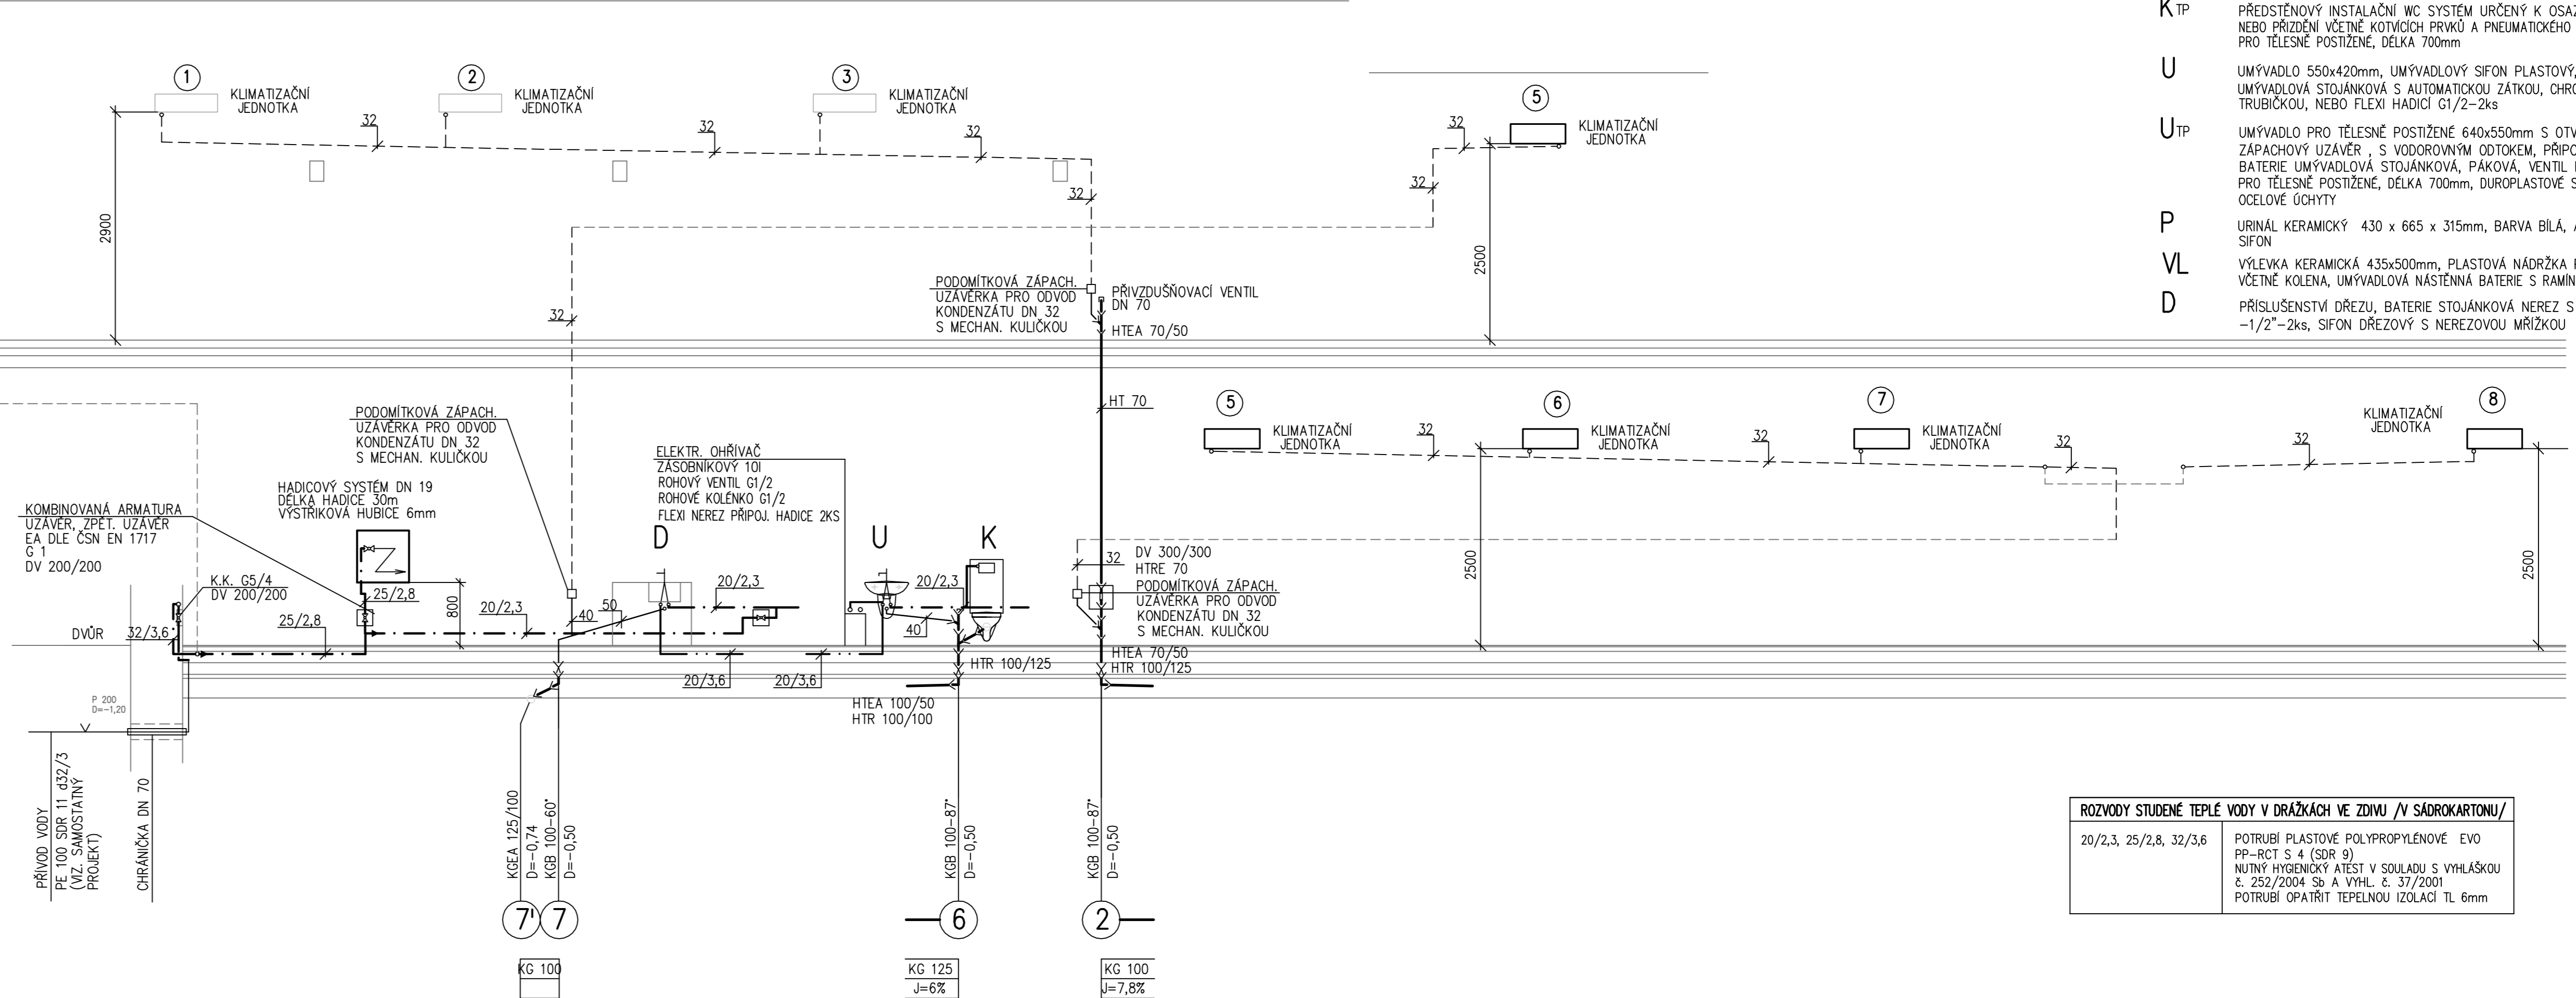 K TP
PŘEDSTĚNOVÝ INSTALAČNÍ WC SYSTÉM URČENÝ K
NEBO PŘIZDĚNÍ VČETNĚ KOTVÍCÍCH PRVKŮ A PNEUMATICKÉHO
PRO TĚLESNĚ POSTIŽENÉ, DÉLKA 700mm
U
UMÝVADLO 550x420mm, UMÝVADLOVÝ SIFON PLASTOVÝ,
UMÝVADLOVÁ STOJÁNKOVÁ S AUTOMATICKOU ZÁTKOU,
TRUBIČKOU, NEBO FLEXI HADICÍ G1/2-2ks
U TP
UMÝVADLO PRO TĚLESNĚ POSTIŽENÉ 640x550mm S
ZÁPACHOVÝ UZÁVĚR , S VODOROVNÝM ODTOKEM,
BATERIE UMÝVADLOVÁ STOJÁNKOVÁ, PÁKOVÁ, VENTIL
PRO TĚLESNĚ POSTIŽENÉ, DÉLKA 700mm, DUROPLASTOVÉ
OCELOVÉ ÚCHYTY
P
URINÁL KERAMICKÝ 430 x 665 x 315mm, BARVA BÍLÁ,
SIFON
VL
VÝLEVKA KERAMICKÁ 435x500mm, PLASTOVÁ NÁDRŽKA
VČETNĚ KOLENA, UMÝVADLOVÁ NÁSTĚNNÁ BATERIE S
D
PŘÍSLUŠENSTVÍ DŘEZU, BATERIE STOJÁNKOVÁ NEREZ S
-1/2"-2ks, SIFON DŘEZOVÝ S NEREZOVOU MŘÍŽKOU
1
KLIMATIZAČNÍ
JEDNOTKA
2
KLIMATIZAČNÍ
JEDNOTKA
3
KLIMATIZAČNÍ
JEDNOTKA
5
KLIMATIZAČNÍ
JEDNOTKA
32
32
32
32
32
32
32
2900
2500
PODOMÍTKOVÁ ZÁPACH.
UZÁVĚRKA PRO ODVOD
KONDENZÁTU DN 32
S MECHAN. KULIČKOU
PŘIVZDUŠŇOVACÍ VENTIL
DN 70
HTEA 70/50
HT 70
5
KLIMATIZAČNÍ
JEDNOTKA
6
KLIMATIZAČNÍ
JEDNOTKA
7
KLIMATIZAČNÍ
JEDNOTKA
8
KLIMATIZAČNÍ
JEDNOTKA
32
32
32
32
2500
2500
PODOMÍTKOVÁ ZÁPACH.
UZÁVĚRKA PRO ODVOD
KONDENZÁTU DN 32
S MECHAN. KULIČKOU
ELEKTR. OHŘÍVAČ
ZÁSOBNÍKOVÝ 10l
ROHOVÝ VENTIL G1/2
ROHOVÉ KOLÉNKO G1/2
FLEXI NEREZ PŘIPOJ. HADICE 2KS
HADICOVÝ SYSTÉM DN 19
DÉLKA HADICE 30m
VÝSTŘIKOVÁ HUBICE 6mm
KOMBINOVANÁ ARMATURA
UZÁVĚR, ZPĚT. UZÁVĚR
EA DLE ČSN EN 1717
G 1
DV 200/200
K.K. G5/4
DV 200/200
D
U
K
DVŮR
32/3,6
25/2,8
25/2,8
800
20/2,3
40
50
20/2,3
20/2,3
40
20/3,6
20/3,6
32
DV 300/300
HTRE 70
PODOMÍTKOVÁ ZÁPACH.
UZÁVĚRKA PRO ODVOD
KONDENZÁTU DN 32
S MECHAN. KULIČKOU
HTEA 70/50
HTR 100/125
HTR 100/125
HTEA 100/50
HTR 100/100
P 200
D=-1,20
PŘÍVOD VODY
PE 100 SDR 11 d32/3
(VIZ. SAMOSTATNÝ
PROJEKT)
CHRÁNIČKA DN 70
KGEA 125/100
D=-0,74
KGB 100-60°
D=-0,50
KGB 100-87°
D=-0,50
KGB 100-87°
D=-0,50
7'
7
6
2
KG 100
KG 125
J=6%
KG 100
J=7,8%
ROZVODY STUDENÉ TEPLÉ VODY V DRÁŽKÁCH VE ZDIVU /V SÁDROKARTONU/
20/2,3, 25/2,8, 32/3,6
POTRUBÍ PLASTOVÉ POLYPROPYLÉNOVÉ EVO
PP-RCT S 4 (SDR 9)
NUTNÝ HYGIENICKÝ ATEST V SOULADU S VYHLÁŠKOU
č. 252/2004 Sb A VYHL. č. 37/2001
POTRUBÍ OPATŘIT TEPELNOU IZOLACÍ TL 6mm